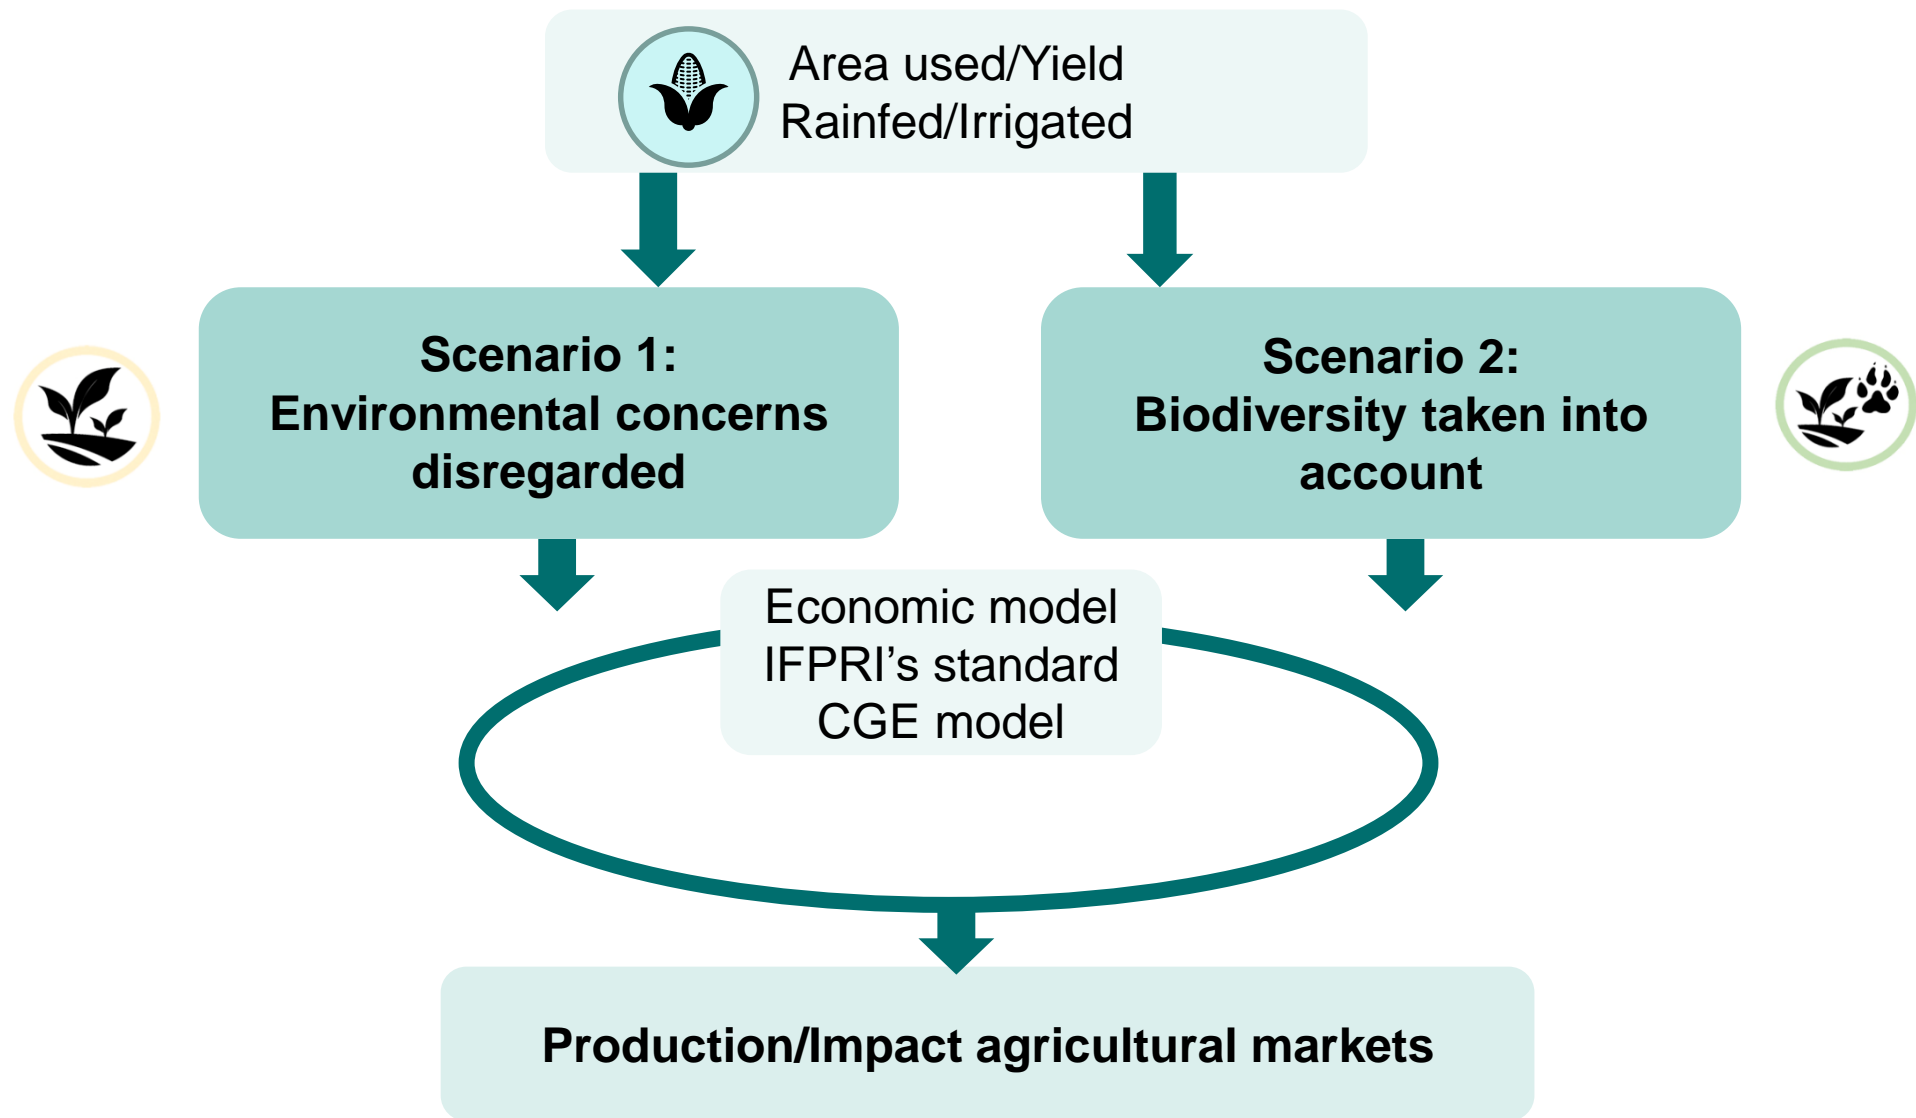 Area used/Yield
Rainfed/Irrigated
Scenario 1:
Environmental concerns
disregarded
Scenario 2:
Biodiversity taken into
account
Economic model
IFPRI’s standard
CGE model
Production/Impact agricultural markets